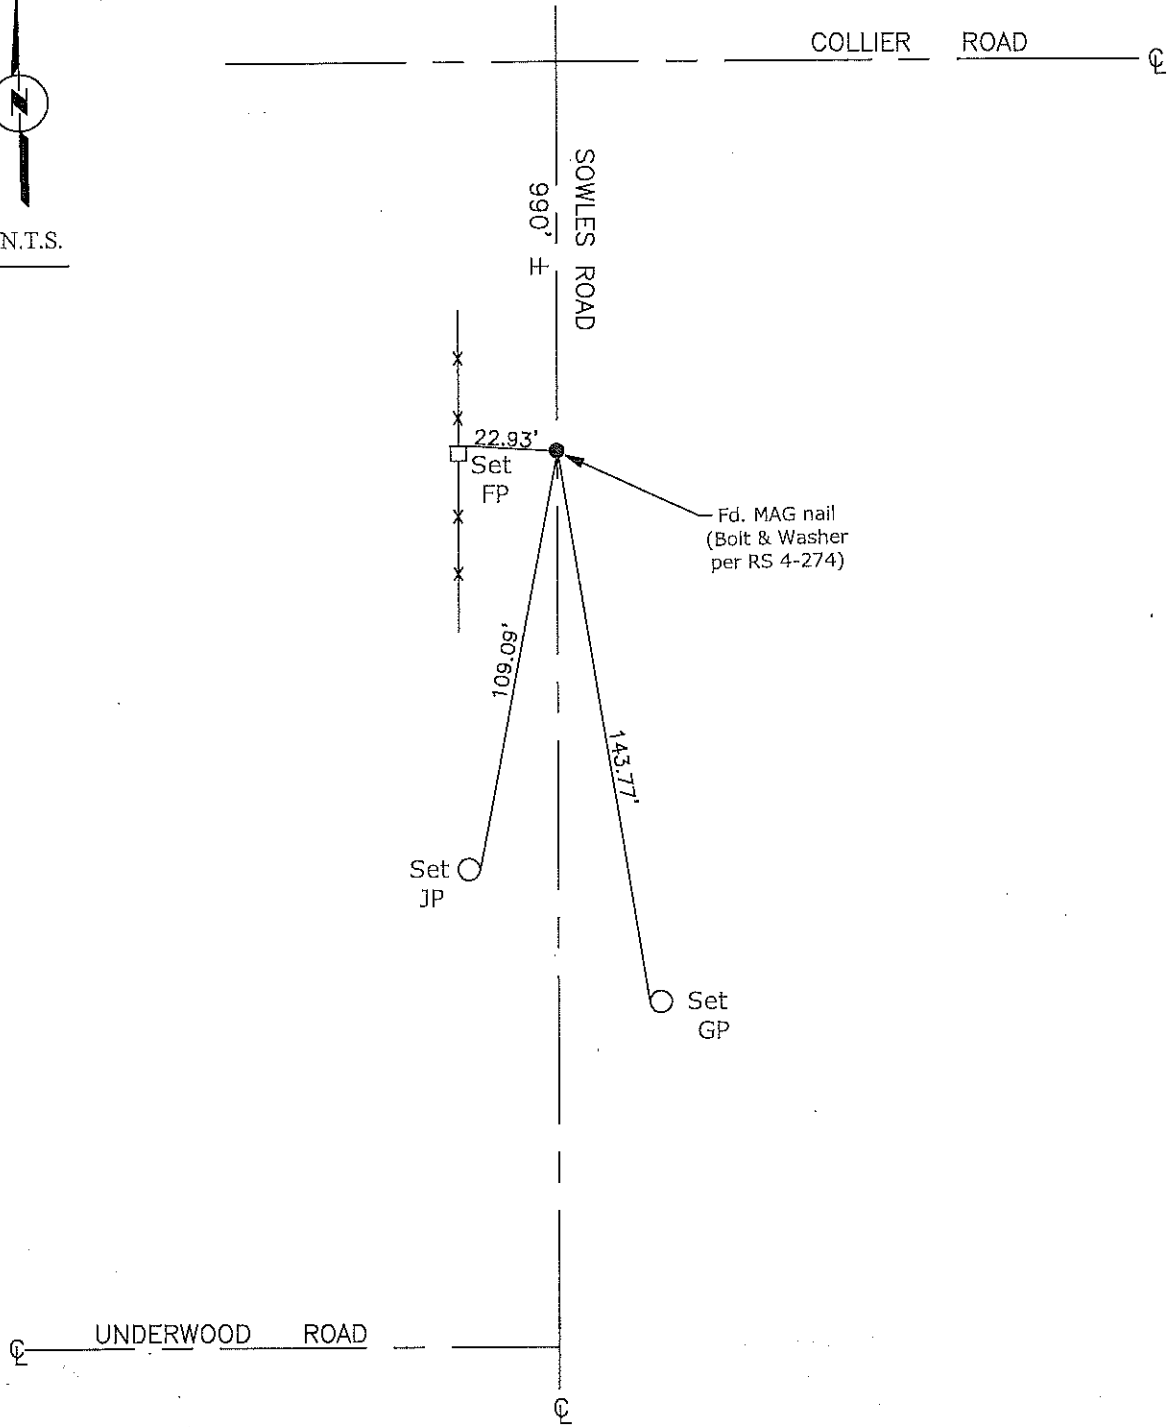 COLLIER ROAD ℄
N
N.T.S.
SOWLES ROAD
990' ±
22.93'
Set
FP
Fd. MAG nail
(Bolt & Washer
per RS 4-274)
109.09'
143.77'
Set
JP
Set
GP
℄ UNDERWOOD ROAD
℄